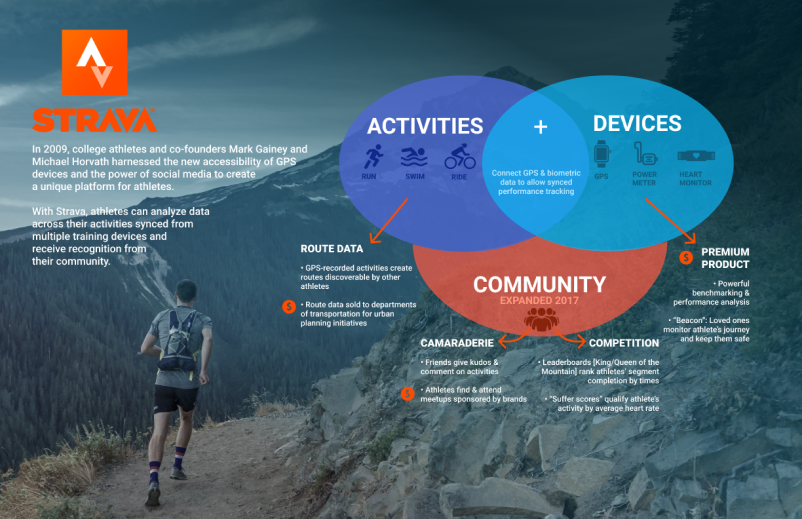 STRAVA
In 2009, college athletes and co-founders Mark Gainey and
Michael Horvath harnessed the new accessibility of GPS
devices and the power of social media to create
a unique platform for athletes.
With Strava, athletes can analyze data
across their activities synced from
multiple training devices and
receive recognition from
their community.
ACTIVITIES
RUN
SWIM
RIDE
+
Connect GPS & biometric
data to allow synced
performance tracking
DEVICES
GPS
POWER
METER
HEART
MONITOR
ROUTE DATA
• GPS-recorded activities create
routes discoverable by other
athletes
$ • Route data sold to departments
of transportation for urban
planning initiatives
COMMUNITY
EXPANDED 2017
$ PREMIUM
PRODUCT
• Powerful
benchmarking &
performance analysis
• "Beacon": Loved ones
monitor athlete's journey
and keep them safe
CAMARADERIE
• Friends give kudos &
comment on activities
$ • Athletes find & attend
meetups sponsored by brands
COMPETITION
• Leaderboards [King/Queen of the
Mountain] rank athletes' segment
completion by times
• "Suffer scores" qualify athlete's
activity by average heart rate